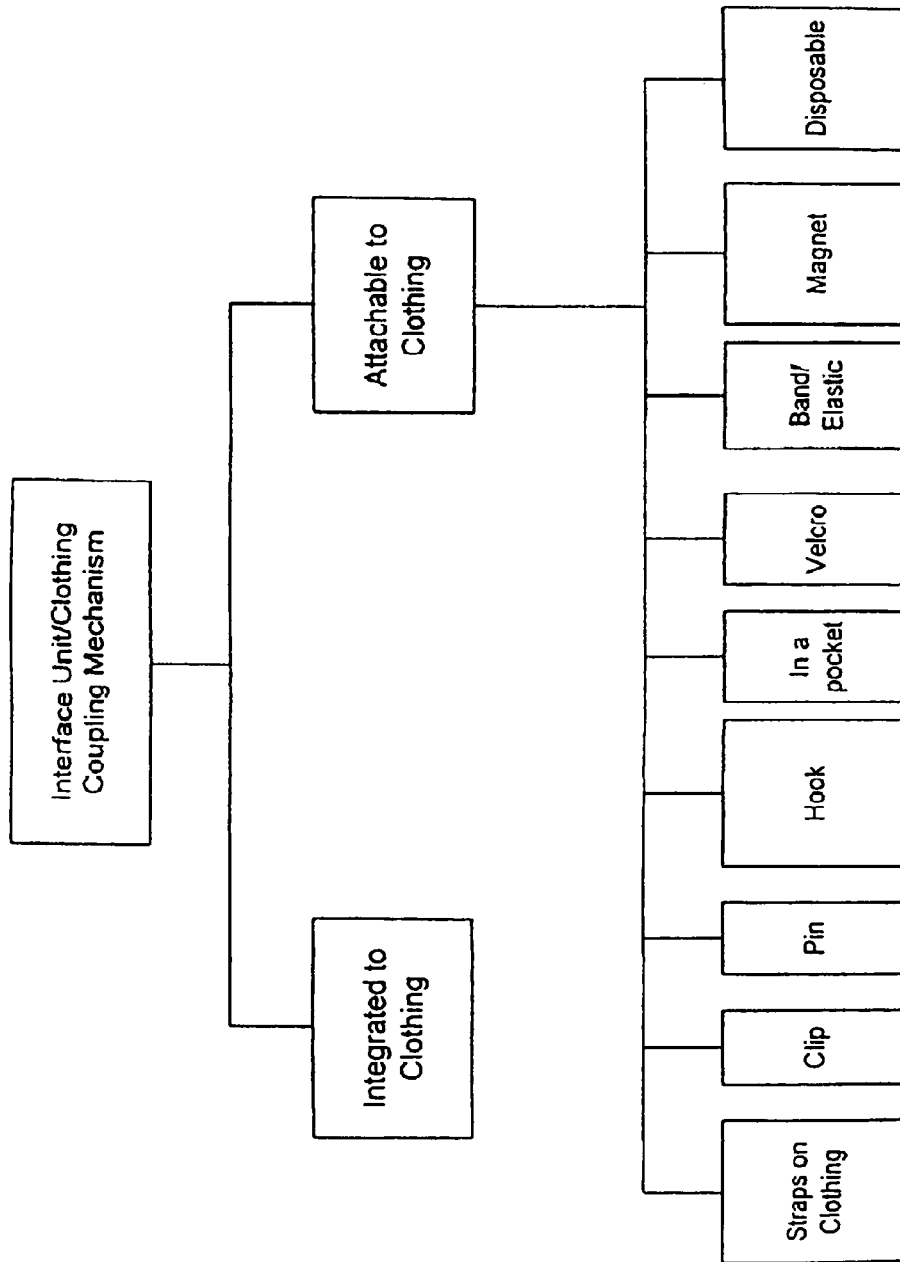 Interface Unit/Clothing
Coupling Mechanism
Integrated to
Clothing
Attachable to
Clothing
Straps on
Clothing
Clip
Pin
Hook
In a
pocket
Velcro
Band/
Elastic
Magnet
Disposable